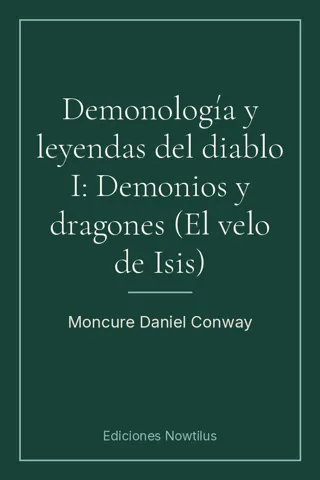 Demonología y
leyendas del diablo
I: Demonios y
dragones (El velo
de Isis)
Moncure Daniel Conway
Ediciones Nowtilus